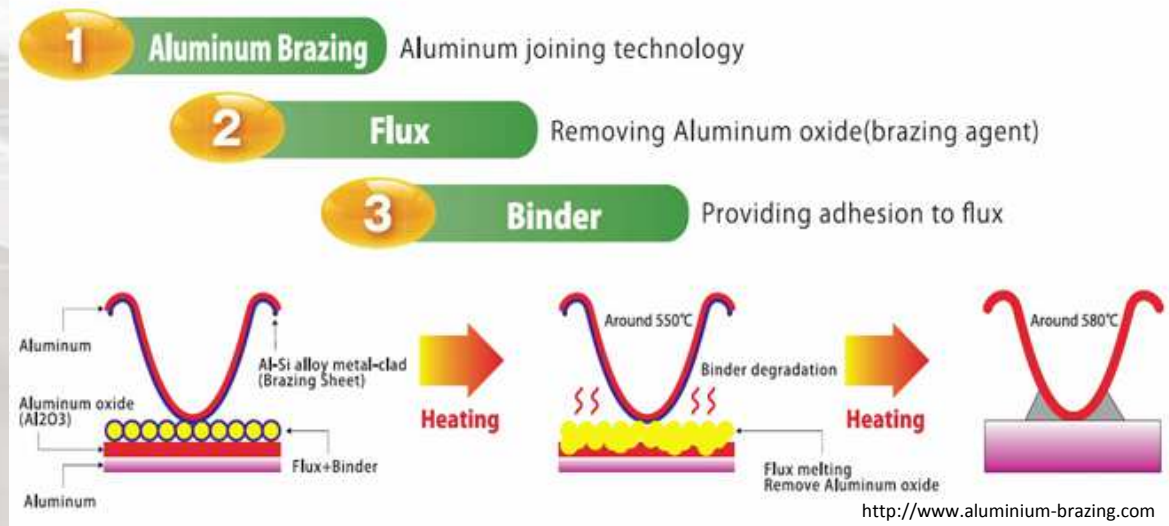 1 Aluminum Brazing Aluminum joining technology
2 Flux Removing Aluminum oxide(brazing agent)
3 Binder Providing adhesion to flux
Aluminum
Al-Si alloy metal-clad
(Brazing Sheet)
Aluminum oxide
(Al2O3)
Flux+Binder
Aluminum
Heating
Around 550℃
Binder degradation
Flux melting
Remove Aluminum oxide
Heating
Around 580℃
http://www.aluminium-brazing.com